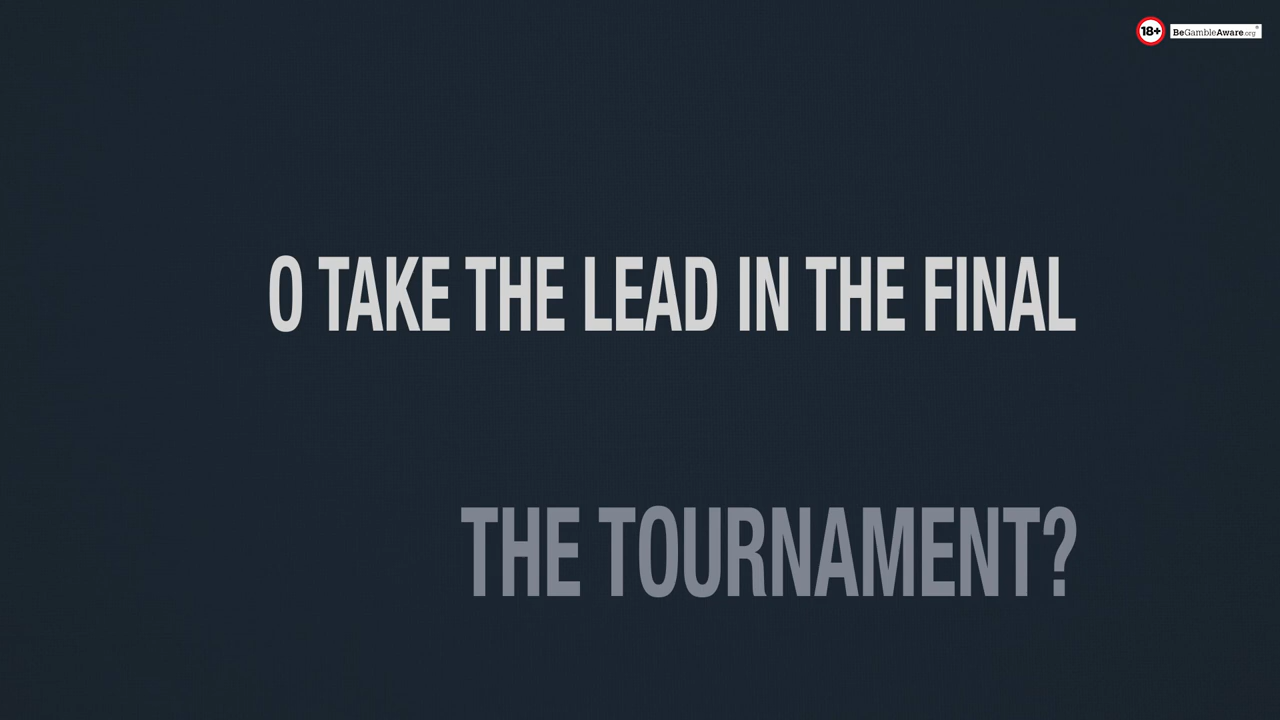 18+ BeGambleAware.org®
O TAKE THE LEAD IN THE FINAL
THE TOURNAMENT?